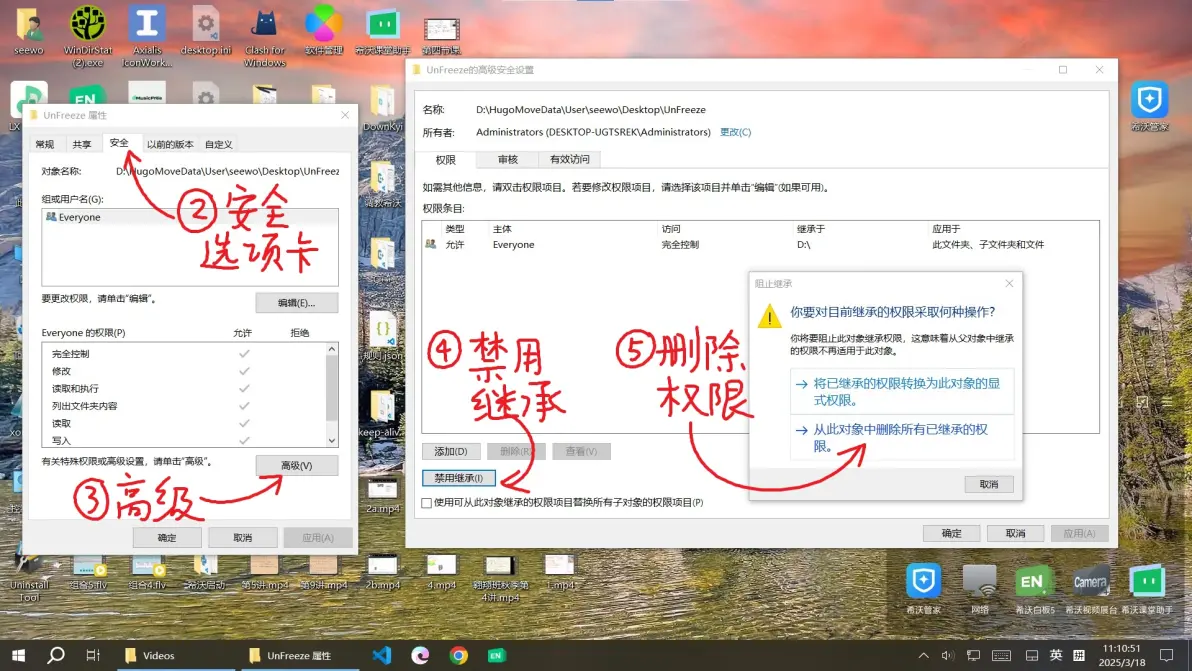 seewo
WinDirStat
(2).exe
Axialis
IconWork...
desktop.ini
Clash for
Windows
软件管理
希沃课堂助手
第四节课.
EN
MusicPlus
DownKyi
希沃管家
UnFreeze 属性
常规
共享
安全
以前的版本
自定义
对象名称:
D:\HugoMoveData\User\seewo\Desktop\UnFreeze
组或用户名(G):
Everyone
②安全
选项卡
要更改权限，请单击"编辑"。
编辑(E)...
Everyone 的权限(P)
允许
拒绝
完全控制
修改
读取和执行
列出文件夹内容
读取
写入
有关特殊权限或高级设置，请单击"高级"。
高级(V)
③高级
确定
取消
应用(A)
UnFreeze的高级安全设置
名称:
D:\HugoMoveData\User\seewo\Desktop\UnFreeze
所有者:
Administrators (DESKTOP-UGTSREK\Administrators)
更改(C)
权限
审核
有效访问
如需其他信息，请双击权限项目。若要修改权限项目，请选择该项目并单击"编辑"(如果可用)。
权限条目:
类型
主体
访问
继承于
应用于
允许
Everyone
完全控制
D:\
此文件夹、子文件夹和文件
④禁用
继承
⑤删除
权限
阻止继承
你要对目前继承的权限采取何种操作?
你将要阻止此对象继承权限，这意味着从父对象中继承
的权限不再适用于此对象。
将已继承的权限转换为此对象的显
式权限。
从此对象中删除所有已继承的权
限。
取消
添加(D)
删除(R)
查看(V)
禁用继承(I)
使用可从此对象继承的权限项目替换所有子对象的权限项目(P)
确定
取消
应用(A)
规则.json
keep-aliv.
2a.mp4
Uninstall
Tool
组合5.flv
组合4.flv
希沃启动
第5讲.mp4
第9讲.mp4
2b.mp4
4.mp4
翱翔班秋季第
4讲.mp4
1.mp4
EN
Camera
希沃管家
网络
希沃白板5
希沃视频展台
希沃课堂助手
Videos
UnFreeze 属性
EN
英
拼
11:10:51
2025/3/18